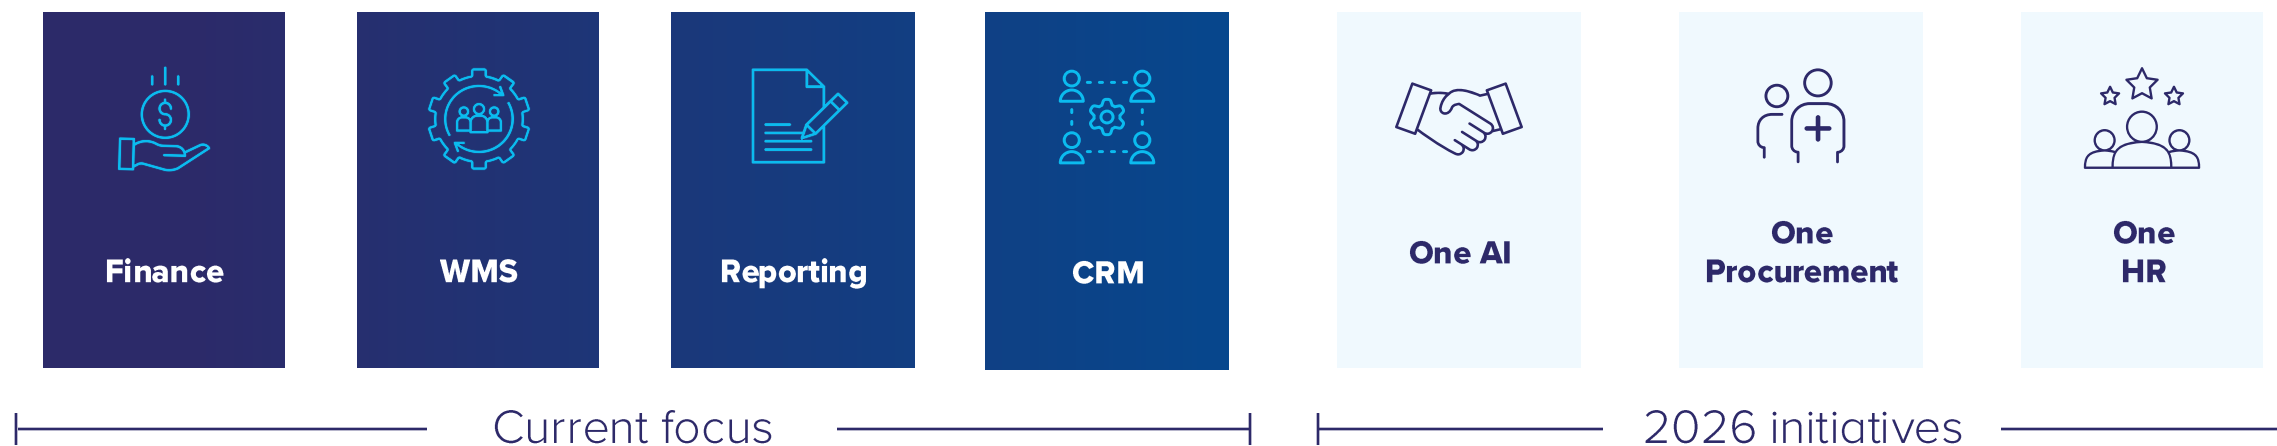 $
Finance
WMS
Reporting
CRM
One AI
One
Procurement
One
HR
Current focus
2026 initiatives